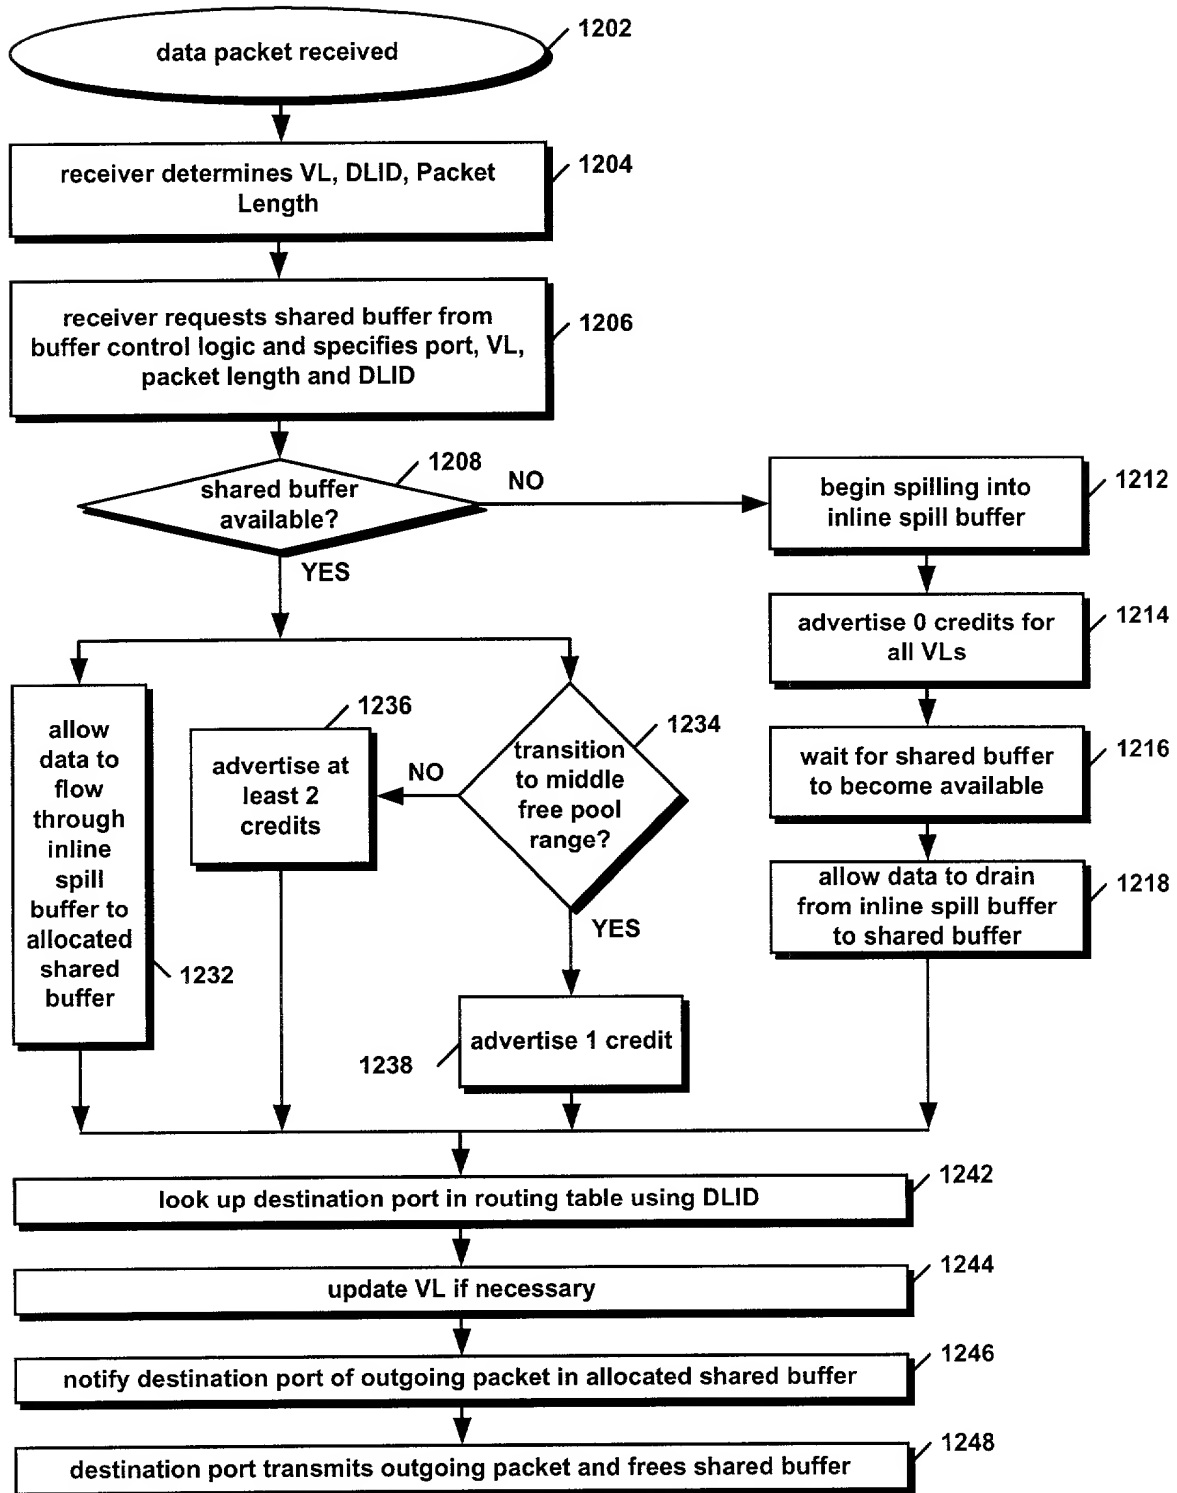 data packet received
1202
receiver determines VL, DLID, Packet
Length
1204
receiver requests shared buffer from
buffer control logic and specifies port, VL,
packet length and DLID
1206
shared buffer
available?
1208
NO
YES
begin spilling into
inline spill buffer
1212
advertise 0 credits for
all VLs
1214
wait for shared buffer
to become available
1216
allow data to drain
from inline spill buffer
to shared buffer
1218
allow
data to
flow
through
inline
spill
buffer to
allocated
shared
buffer
1232
advertise at
least 2
credits
1236
NO
transition
to middle
free pool
range?
1234
YES
advertise 1 credit
1238
look up destination port in routing table using DLID
1242
update VL if necessary
1244
notify destination port of outgoing packet in allocated shared buffer
1246
destination port transmits outgoing packet and frees shared buffer
1248